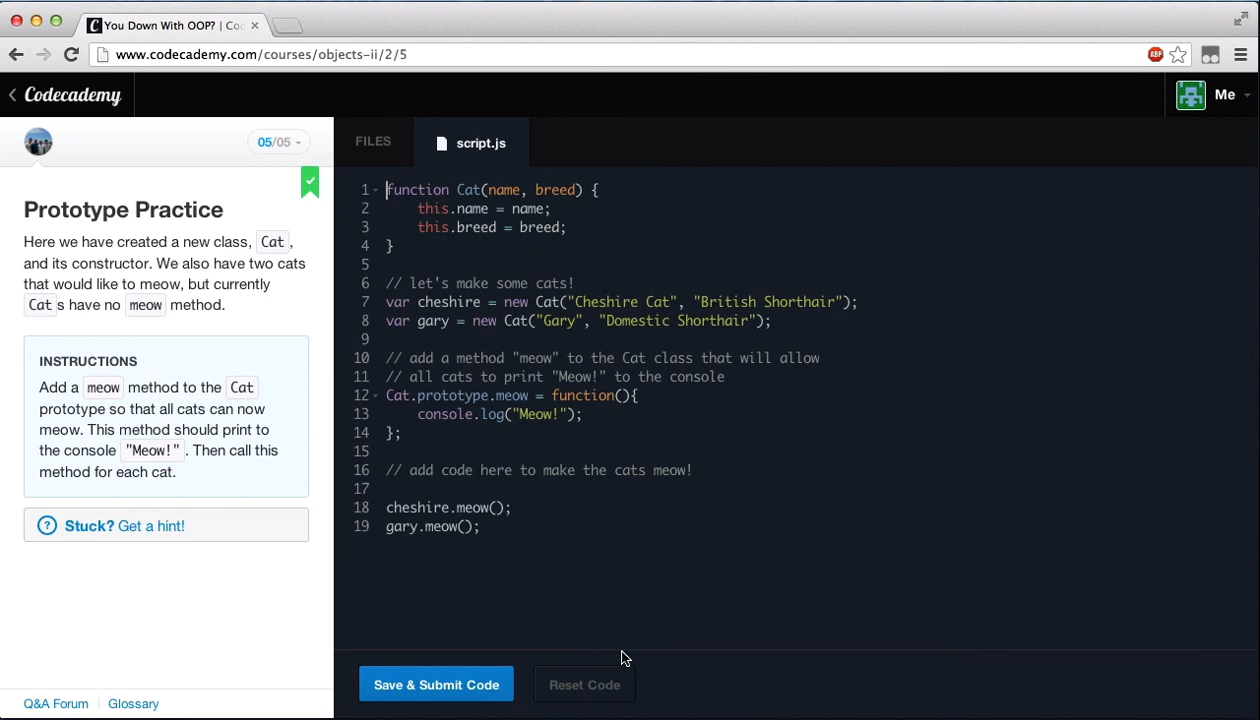 You Down With OOP? | Co
www.codecademy.com/courses/objects-ii/2/5
ABP
Codecademy
Me
05/05
FILES
script.js
Prototype Practice
Here we have created a new class, Cat,
and its constructor. We also have two cats
that would like to meow, but currently
Cats have no meow method.
INSTRUCTIONS
Add a meow method to the Cat
prototype so that all cats can now
meow. This method should print to
the console "Meow!". Then call this
method for each cat.
? Stuck? Get a hint!
Q&A Forum Glossary
1 function Cat(name, breed) {
2     this.name = name;
3     this.breed = breed;
4 }
5
6 // let's make some cats!
7 var cheshire = new Cat("Cheshire Cat", "British Shorthair");
8 var gary = new Cat("Gary", "Domestic Shorthair");
9
10 // add a method "meow" to the Cat class that will allow
11 // all cats to print "Meow!" to the console
12 Cat.prototype.meow = function(){
13     console.log("Meow!");
14 };
15
16 // add code here to make the cats meow!
17
18 cheshire.meow();
19 gary.meow();
Save & Submit Code
Reset Code